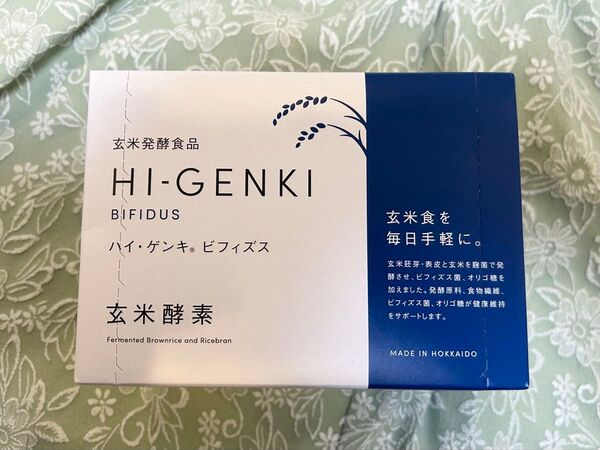 玄米発酵食品
HI-GENKI
BIFIDUS
ハイ・ゲンキ® ビフィズス
玄米酵素
Fermented Brownrice and Ricebran
玄米食を
毎日手軽に。
玄米胚芽・表皮と玄米を麹菌で発
酵させ、ビフィズス菌、オリゴ糖を
加えました。発酵原料、食物繊維、
ビフィズス菌、オリゴ糖が健康維持
をサポートします。
MADE IN HOKKAIDO